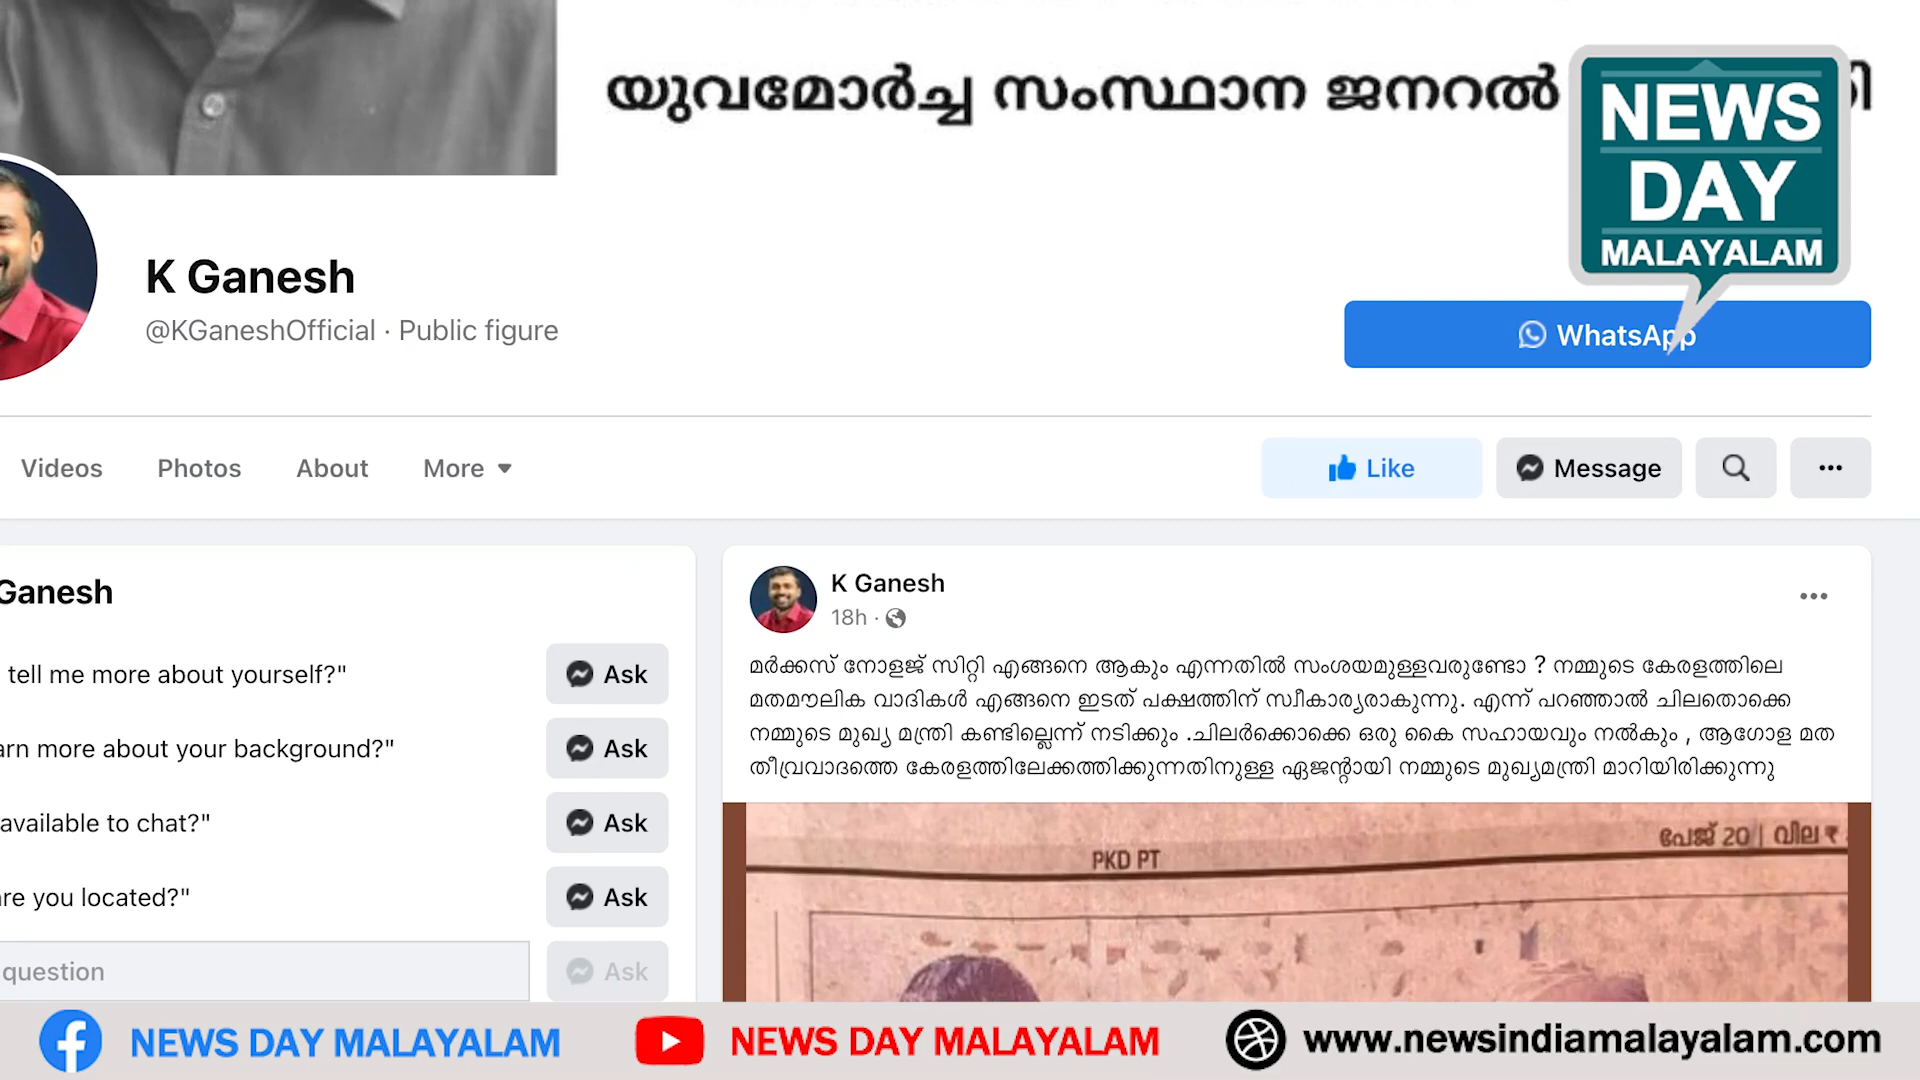 യുവമോർച്ച സംസ്ഥാന ജനറൽ
NEWS
DAY
MALAYALAM
K Ganesh
@KGaneshOfficial · Public figure
WhatsApp
Videos
Photos
About
More
Like
Message
Ganesh
tell me more about yourself?"
Ask
arn more about your background?"
Ask
available to chat?"
Ask
re you located?"
Ask
question
Ask
K Ganesh
18h ·
മർക്കസ് നോളജ് സിറ്റി എങ്ങനെ ആകും എന്നതിൽ സംശയമുള്ളവരുണ്ടോ ? നമ്മുടെ കേരളത്തിലെ
മതമൗലിക വാദികൾ എങ്ങനെ ഇടത് പക്ഷത്തിന് സ്വീകാര്യരാകുന്നു. എന്ന് പറഞ്ഞാൽ ചിലതൊക്കെ
നമ്മുടെ മുഖ്യ മന്ത്രി കണ്ടില്ലെന്ന് നടിക്കും .ചിലർക്കൊക്കെ ഒരു കൈ സഹായവും നൽകും , ആഗോള മത
തീവ്രവാദത്തെ കേരളത്തിലേക്കത്തിക്കുന്നതിനുള്ള ഏജന്റായി നമ്മുടെ മുഖ്യമന്ത്രി മാറിയിരിക്കുന്നു
പേജ് 20 | വില ₹
PKD PT
NEWS DAY MALAYALAM
NEWS DAY MALAYALAM
www.newsindiamalayalam.com